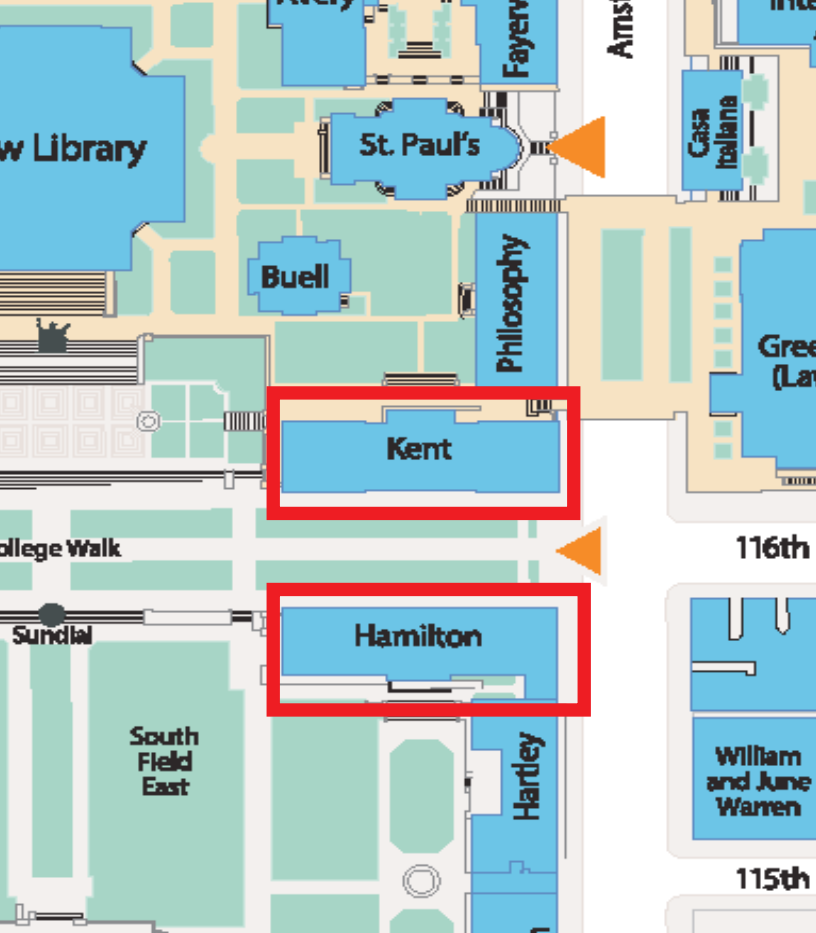 Avery
Fayerw
Amst
w Library
St. Paul's
Casa
Italiana
Buell
Philosophy
Gree
(La
Kent
ollege Walk
116th
Hamilton
Sundial
South
Field
East
Hartley
William
and June
Warren
115th